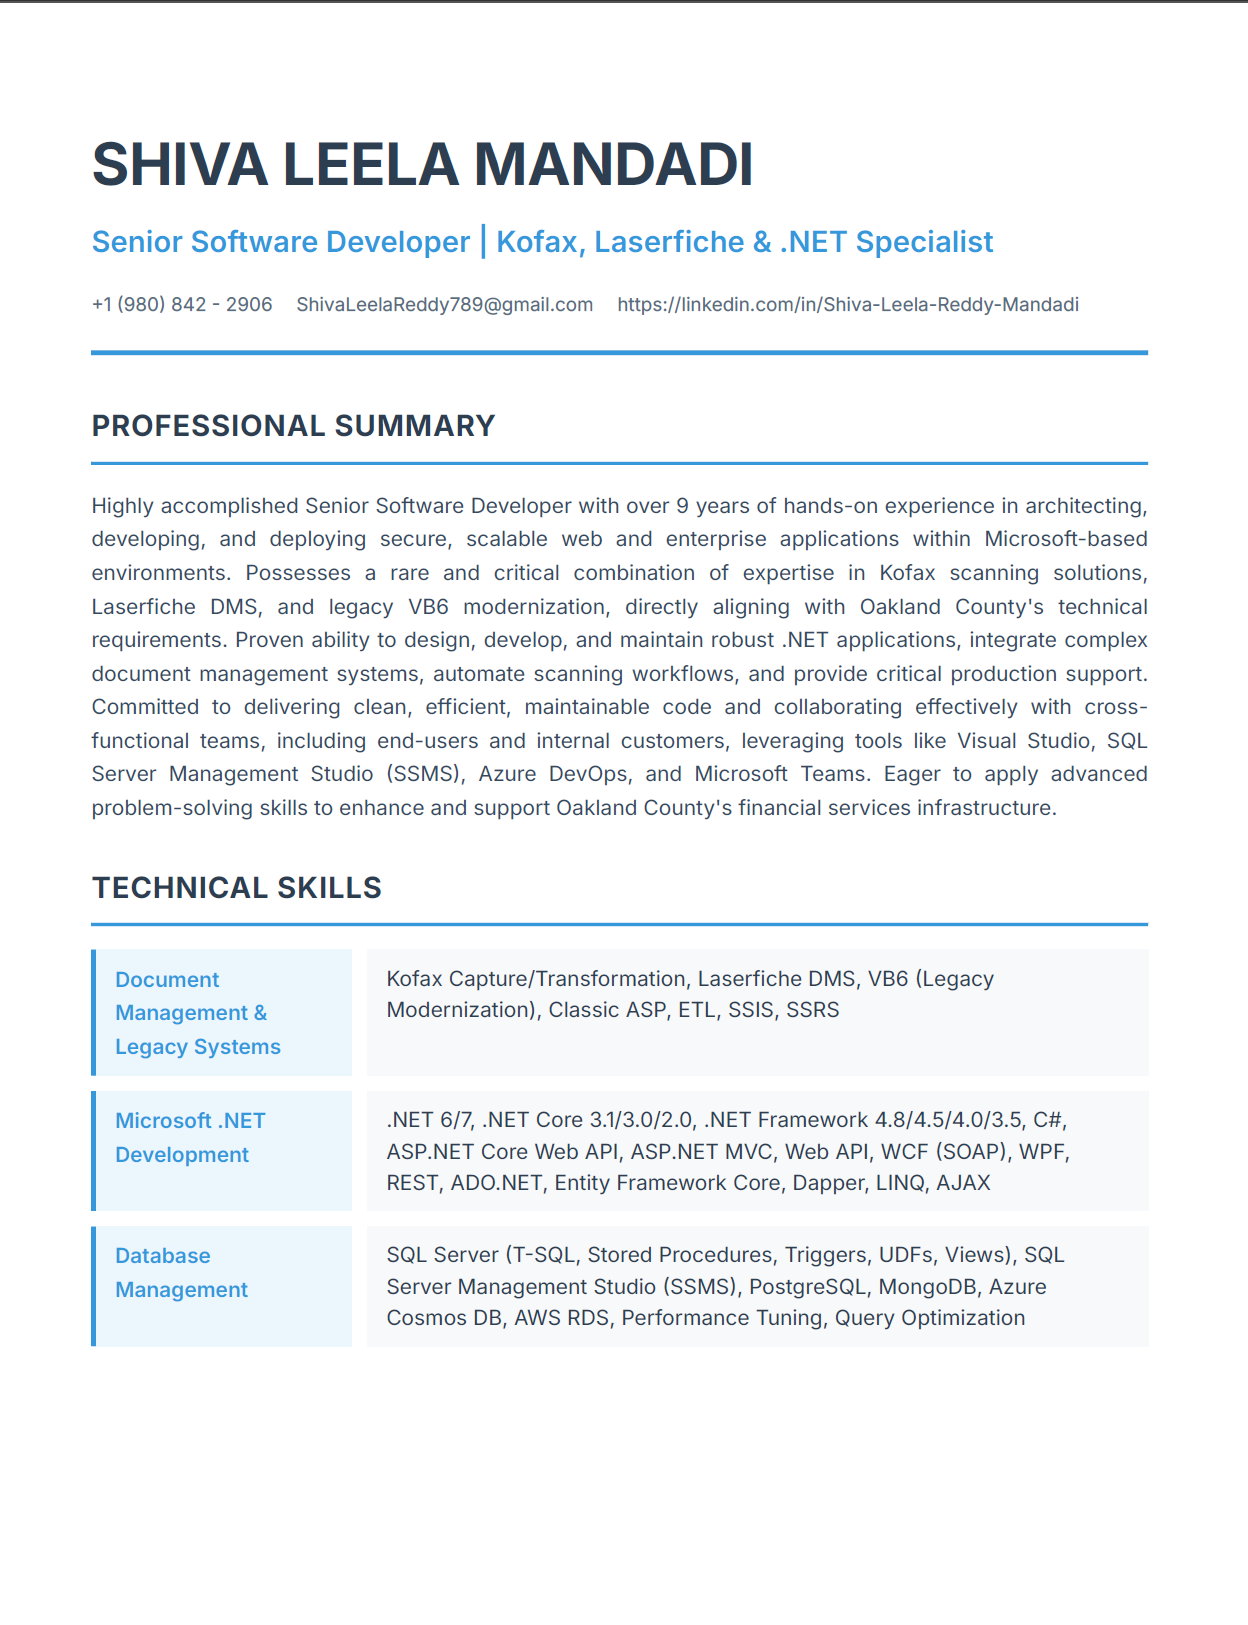 SHIVA LEELA MANDADI
Senior Software Developer | Kofax, Laserfiche & .NET Specialist
+1 (980) 842 - 2906 ShivaLeelaReddy789@gmail.com https://linkedin.com/in/Shiva-Leela-Reddy-Mandadi
PROFESSIONAL SUMMARY
Highly accomplished Senior Software Developer with over 9 years of hands-on experience in architecting,
developing, and deploying secure, scalable web and enterprise applications within Microsoft-based
environments. Possesses a rare and critical combination of expertise in Kofax scanning solutions,
Laserfiche DMS, and legacy VB6 modernization, directly aligning with Oakland County's technical
requirements. Proven ability to design, develop, and maintain robust .NET applications, integrate complex
document management systems, automate scanning workflows, and provide critical production support.
Committed to delivering clean, efficient, maintainable code and collaborating effectively with cross-
functional teams, including end-users and internal customers, leveraging tools like Visual Studio, SQL
Server Management Studio (SSMS), Azure DevOps, and Microsoft Teams. Eager to apply advanced
problem-solving skills to enhance and support Oakland County's financial services infrastructure.
TECHNICAL SKILLS
Document
Management &
Legacy Systems
Kofax Capture/Transformation, Laserfiche DMS, VB6 (Legacy
Modernization), Classic ASP, ETL, SSIS, SSRS
Microsoft .NET
Development
.NET 6/7, .NET Core 3.1/3.0/2.0, .NET Framework 4.8/4.5/4.0/3.5, C#,
ASP.NET Core Web API, ASP.NET MVC, Web API, WCF (SOAP), WPF,
REST, ADO.NET, Entity Framework Core, Dapper, LINQ, AJAX
Database
Management
SQL Server (T-SQL, Stored Procedures, Triggers, UDFs, Views), SQL
Server Management Studio (SSMS), PostgreSQL, MongoDB, Azure
Cosmos DB, AWS RDS, Performance Tuning, Query Optimization